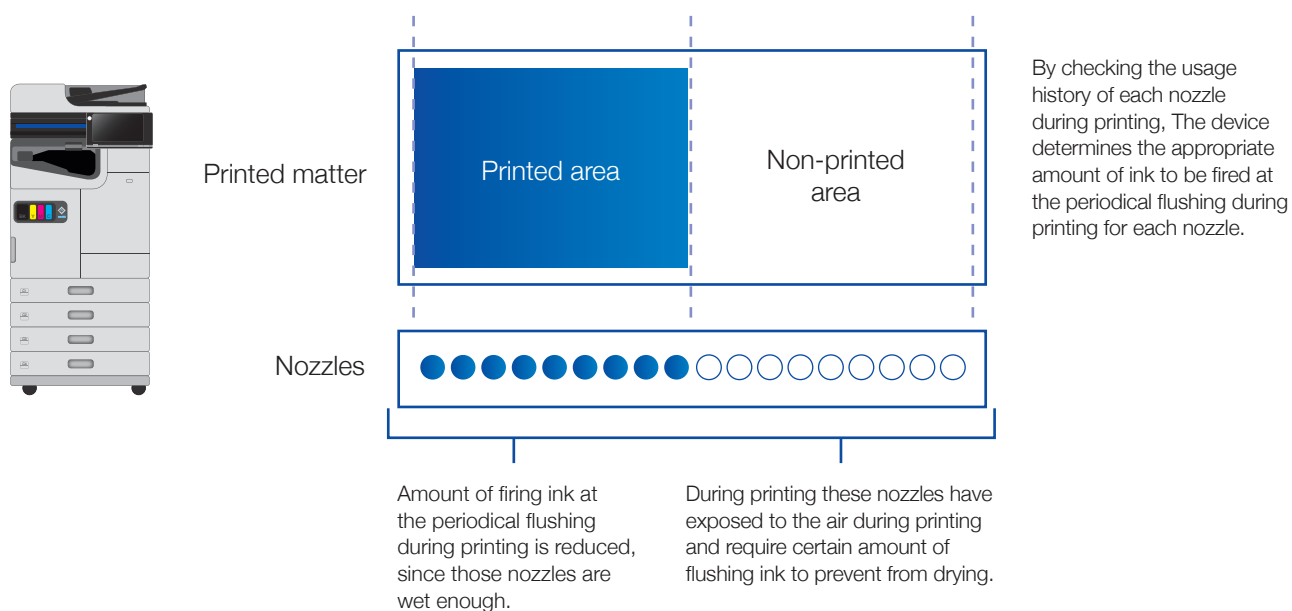 Printed matter
Printed area
Non-printed
area
By checking the usage
history of each nozzle
during printing, The device
determines the appropriate
amount of ink to be fired at
the periodical flushing during
printing for each nozzle.
Nozzles
Amount of firing ink at
the periodical flushing
during printing is reduced,
since those nozzles are
wet enough.
During printing these nozzles have
exposed to the air during printing
and require certain amount of
flushing ink to prevent from drying.